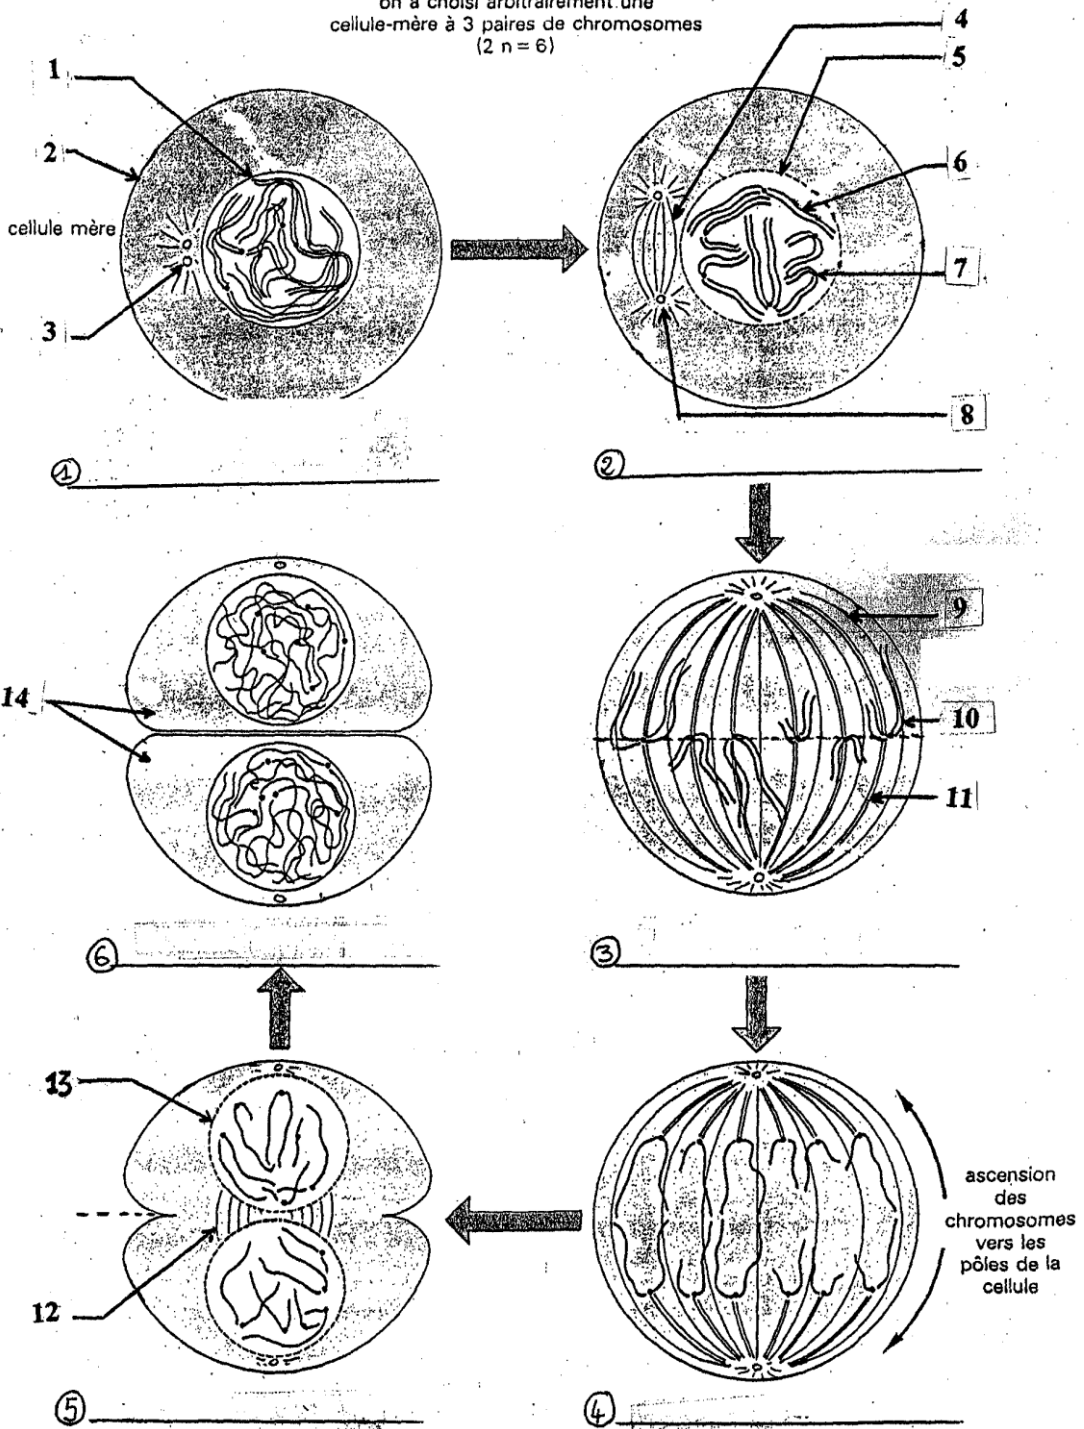 on a choisi arbitrairement une
cellule-mère à 3 paires de chromosomes
(2 n = 6)
1
2
cellule mère
3
4
5
6
7
8
①
②
14
9
10
11
⑥
③
13
12
ascension
des
chromosomes
vers les
pôles de la
cellule
⑤
④